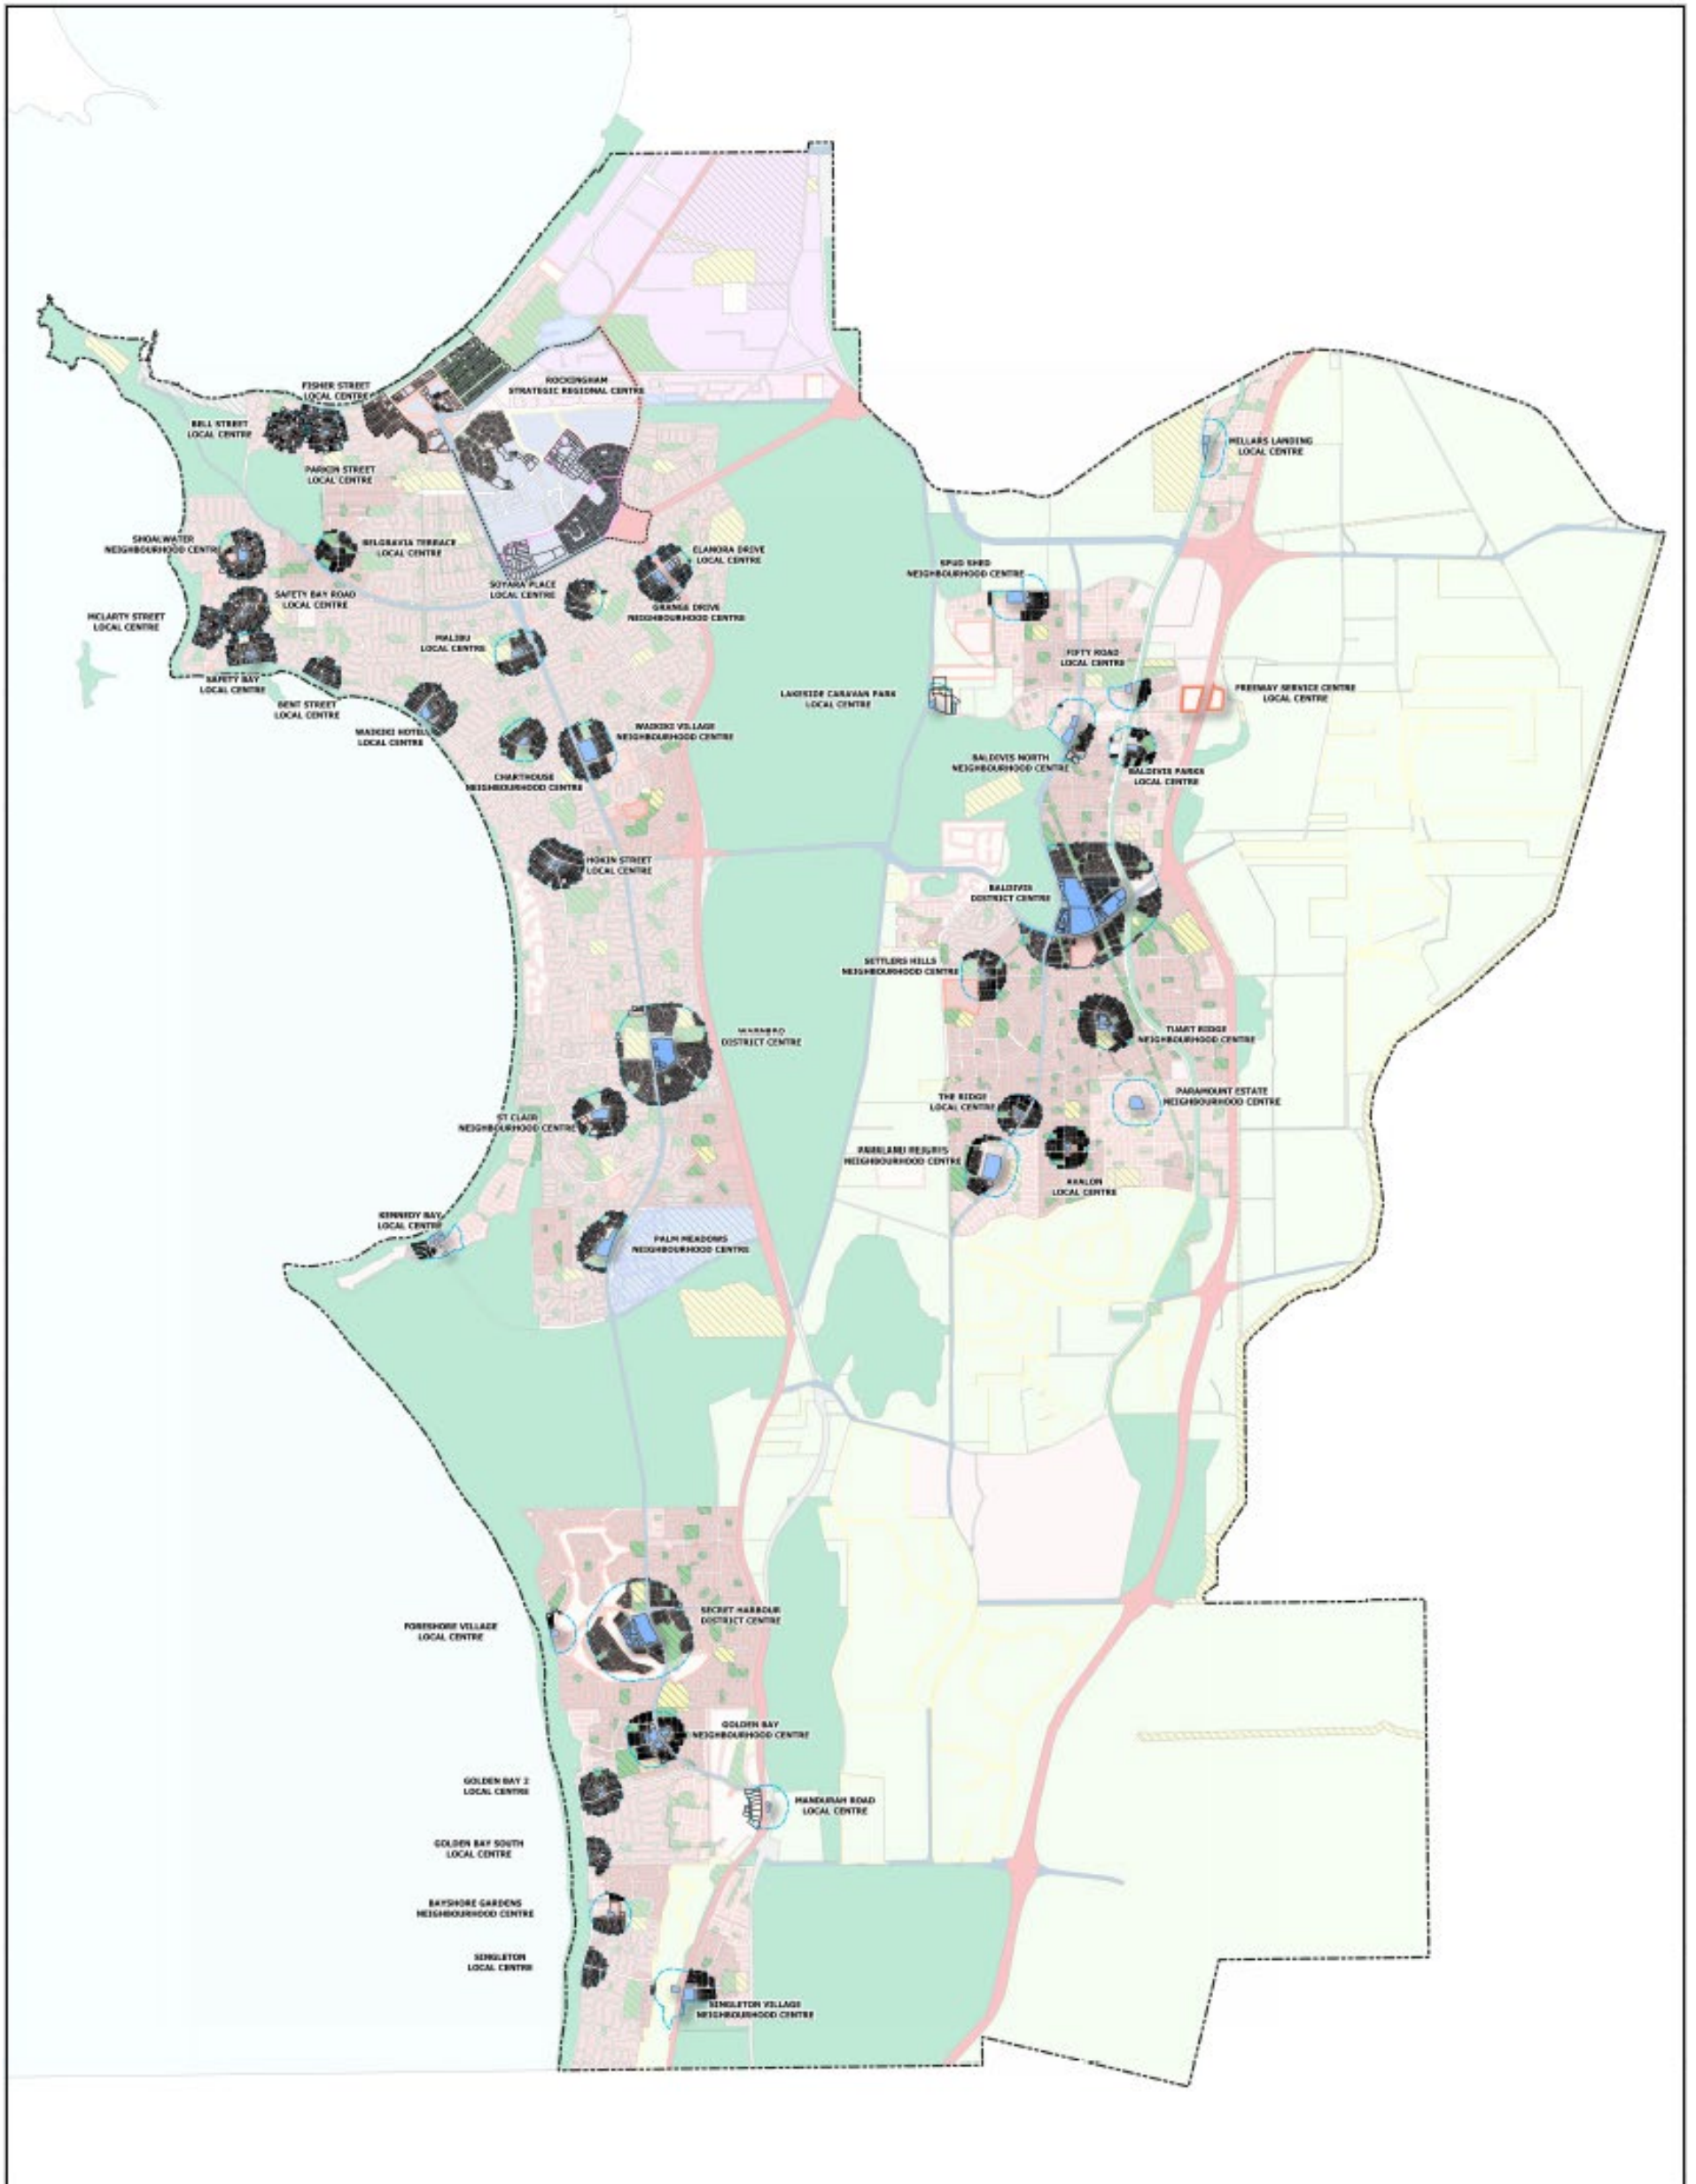 ROCKINGHAM
STRATEGIC REGIONAL CENTRE
FISHER STREET
LOCAL CENTRE
BELL STREET
LOCAL CENTRE
PARKIN STREET
LOCAL CENTRE
MILLARS LANDING
LOCAL CENTRE
SHOALWATER
NEIGHBOURHOOD CENTRE
BELGRAVIA TERRACE
LOCAL CENTRE
ELANORA DRIVE
LOCAL CENTRE
SPUD SHED
NEIGHBOURHOOD CENTRE
SOYARA PLACE
LOCAL CENTRE
SAFETY BAY ROAD
LOCAL CENTRE
GRANGE DRIVE
NEIGHBOURHOOD CENTRE
MCLARTY STREET
LOCAL CENTRE
MALIBU
LOCAL CENTRE
FIFTY ROAD
LOCAL CENTRE
SAFETY BAY
LOCAL CENTRE
LAKESIDE CARAVAN PARK
LOCAL CENTRE
FREEWAY SERVICE CENTRE
LOCAL CENTRE
BENT STREET
LOCAL CENTRE
WAIKIKI HOTEL
LOCAL CENTRE
WAIKIKI VILLAGE
NEIGHBOURHOOD CENTRE
BALDIVIS NORTH
NEIGHBOURHOOD CENTRE
BALDIVIS PARKS
LOCAL CENTRE
CHARTHOUSE
NEIGHBOURHOOD CENTRE
HOKIN STREET
LOCAL CENTRE
BALDIVIS
DISTRICT CENTRE
SETTLERS HILLS
NEIGHBOURHOOD CENTRE
WARNBRO
DISTRICT CENTRE
TUART RIDGE
NEIGHBOURHOOD CENTRE
PARAMOUNT ESTATE
NEIGHBOURHOOD CENTRE
THE RIDGE
LOCAL CENTRE
ST CLAIR
NEIGHBOURHOOD CENTRE
PARKLAND HEIGHTS
NEIGHBOURHOOD CENTRE
AVALON
LOCAL CENTRE
KENNEDY BAY
LOCAL CENTRE
PALM MEADOWS
NEIGHBOURHOOD CENTRE
SECRET HARBOUR
DISTRICT CENTRE
FORESHORE VILLAGE
LOCAL CENTRE
GOLDEN BAY
NEIGHBOURHOOD CENTRE
GOLDEN BAY 2
LOCAL CENTRE
MANDURAH ROAD
LOCAL CENTRE
GOLDEN BAY SOUTH
LOCAL CENTRE
BAYSHORE GARDENS
NEIGHBOURHOOD CENTRE
SINGLETON
LOCAL CENTRE
SINGLETON VILLAGE
NEIGHBOURHOOD CENTRE